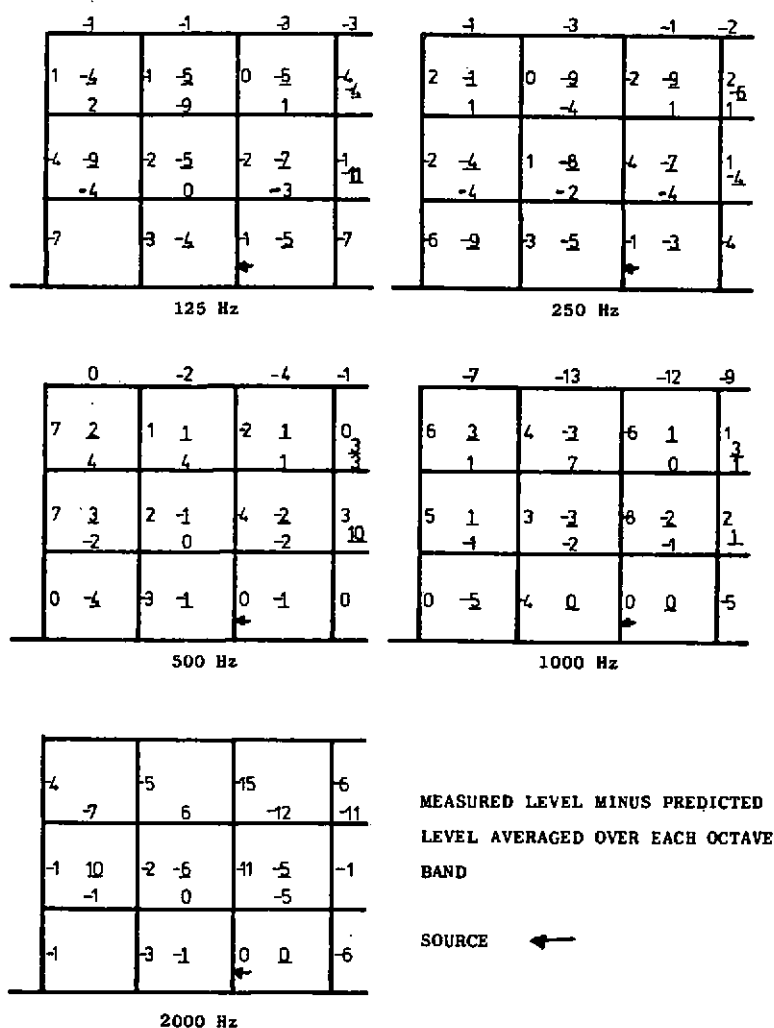 -1 -1 -3 -3 -1 -3 -1 -2
1 -4 -1 -5 0 -5 -4 2 -1 0 -9 -2 -9 2
-4 -6
2 -9 1 1 -4 1 1
-4 -9 -2 -5 -2 -7 -1 -2 -4 1 -8 -4 -7 1
-11 -4
-4 0 -3 -4 -2 -4
-7 -3 -4 -1 -5 -7 -6 -9 -3 -5 -1 -3 -4
125 Hz 250 Hz
0 -2 -4 -1 -7 -13 -12 -9
7 2 1 1 -2 1 0 6 3 4 -3 -6 1 1
3 3
4 4 1 3 1 7 0 1
7 3 2 -1 -4 -2 3 5 1 3 -3 -8 -2 2
10 1
-2 0 -2 -1 -2 -1
0 -4 -3 -1 0 -1 0 0 -5 -4 0 0 0 -5
500 Hz 1000 Hz
-4 -5 -15 -6
-7 6 -12 -11
-1 10 -2 -6 -11 -5 -1
-1 0 -5
-1 -3 -1 0 0 -6
2000 Hz
MEASURED LEVEL MINUS PREDICTED
LEVEL AVERAGED OVER EACH OCTAVE
BAND
SOURCE